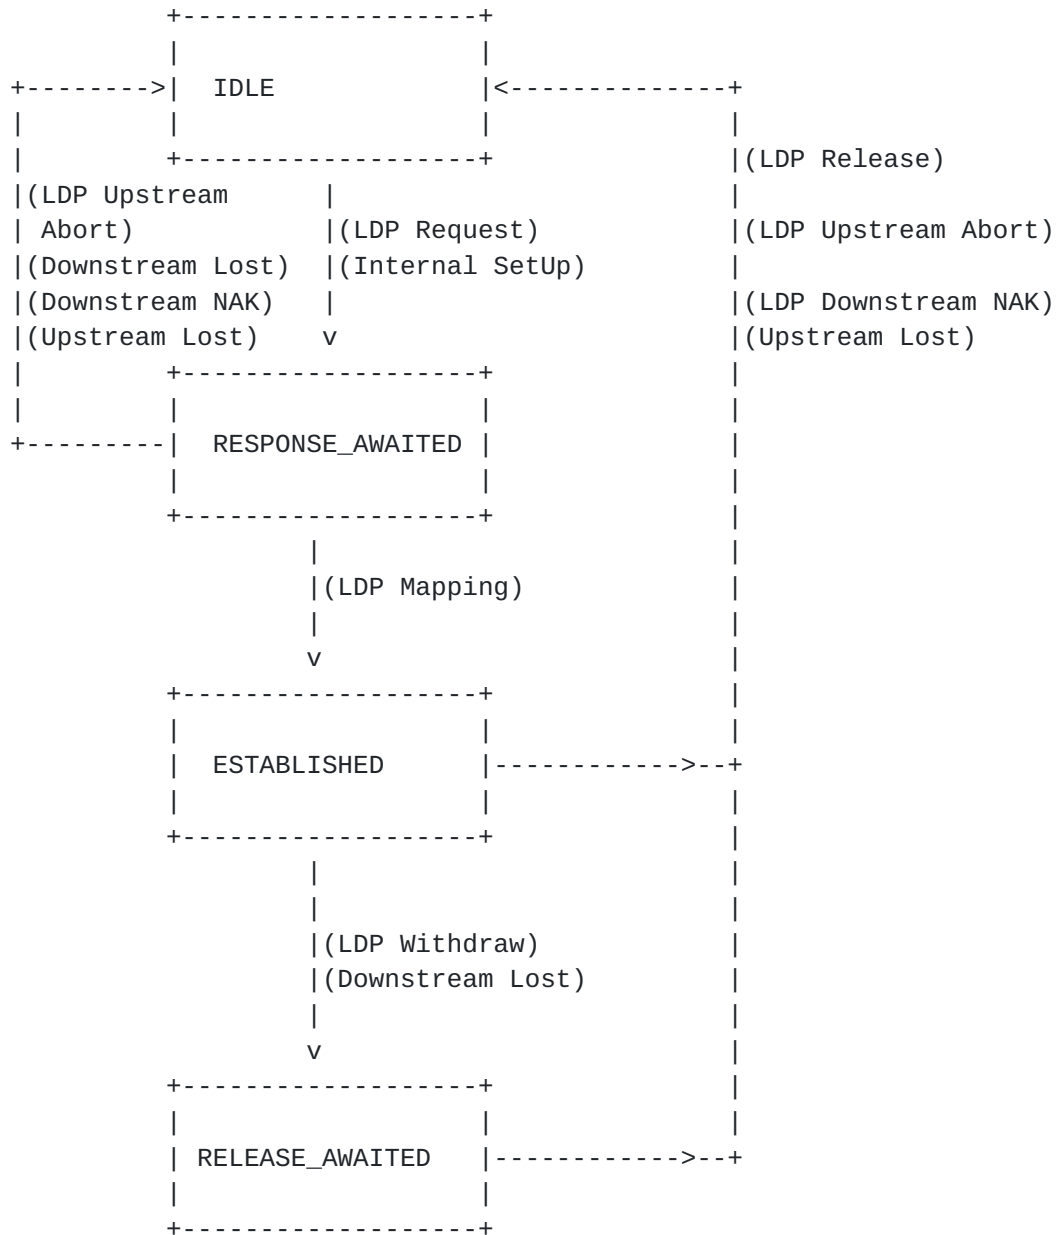 IDLE
(LDP Release)
(LDP Upstream
Abort) (LDP Request) (LDP Upstream Abort)
(Downstream Lost) (Internal SetUp)
(Downstream NAK) (LDP Downstream NAK)
(Upstream Lost) (Upstream Lost)
RESPONSE_AWAITED
(LDP Mapping)
ESTABLISHED
(LDP Withdraw)
(Downstream Lost)
RELEASE_AWAITED